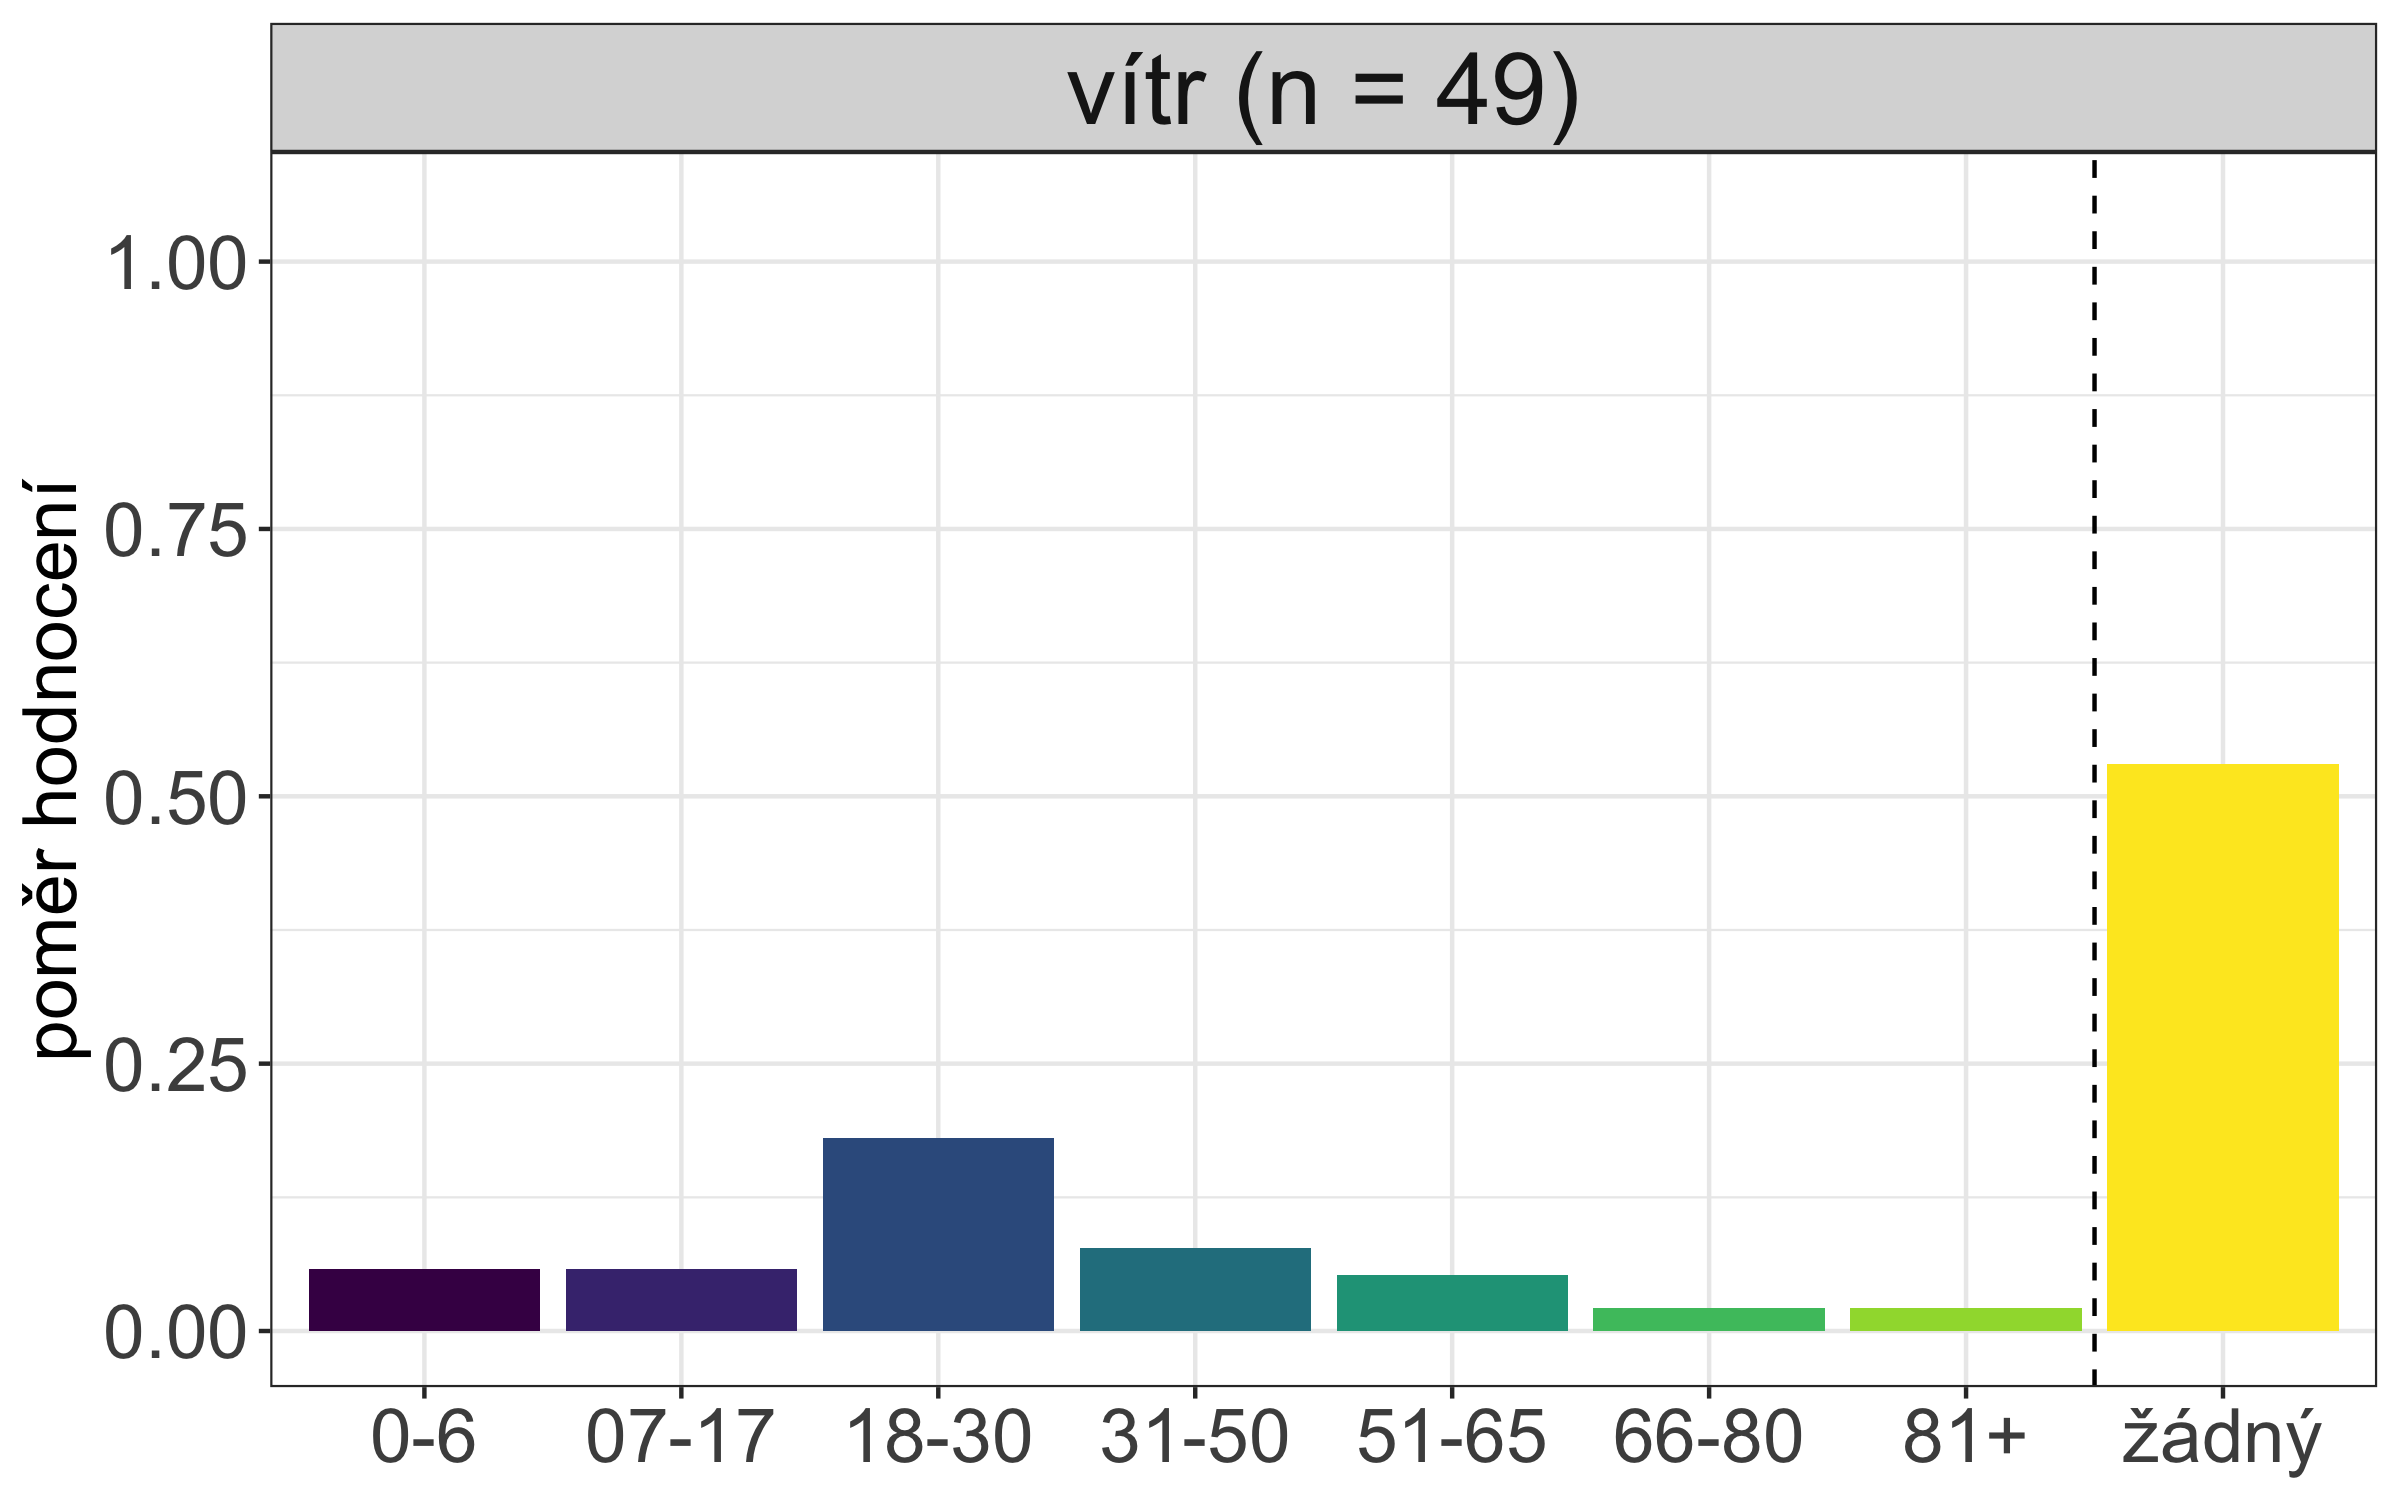 vítr (n = 49)
poměr hodnocení
1.00
0.75
0.50
0.25
0.00
0-6 07-17 18-30 31-50 51-65 66-80 81+ žádný